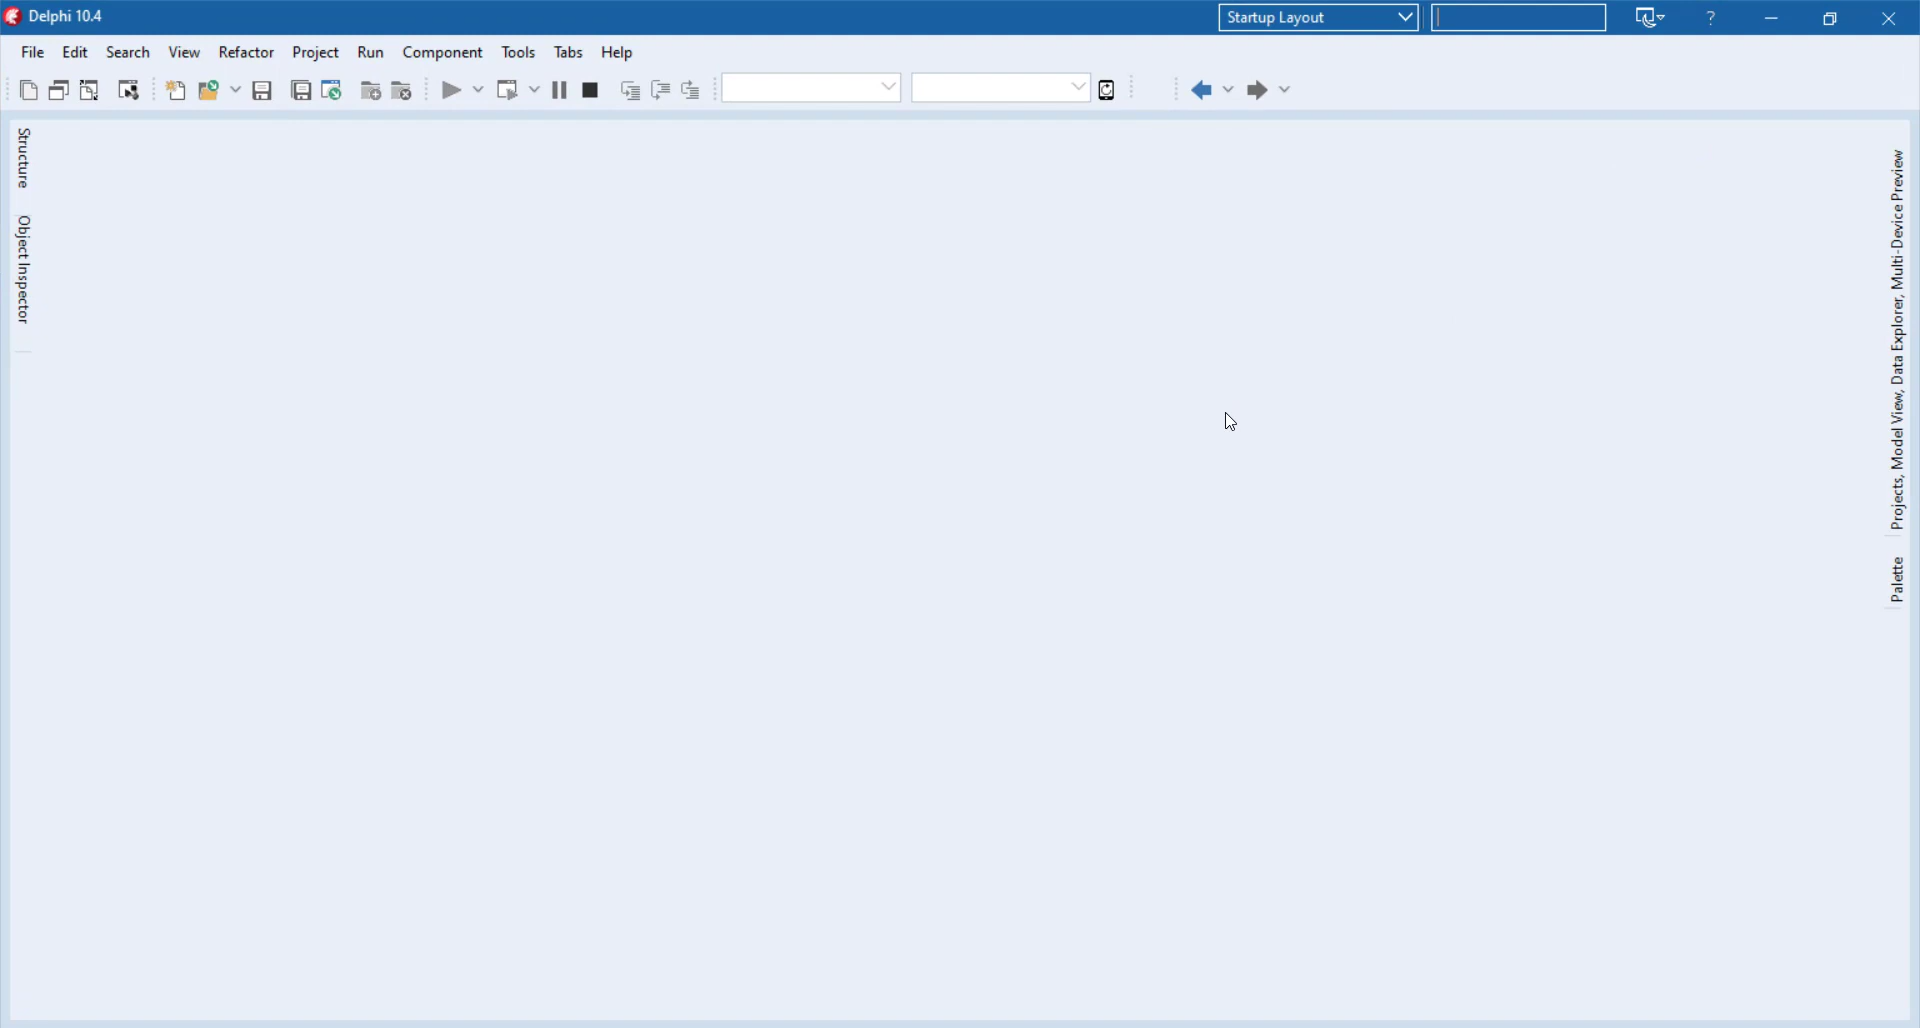 Delphi 10.4
Startup Layout
?
File Edit Search View Refactor Project Run Component Tools Tabs Help
Structure
Object Inspector
Projects, Model View, Data Explorer, Multi-Device Preview
Palette